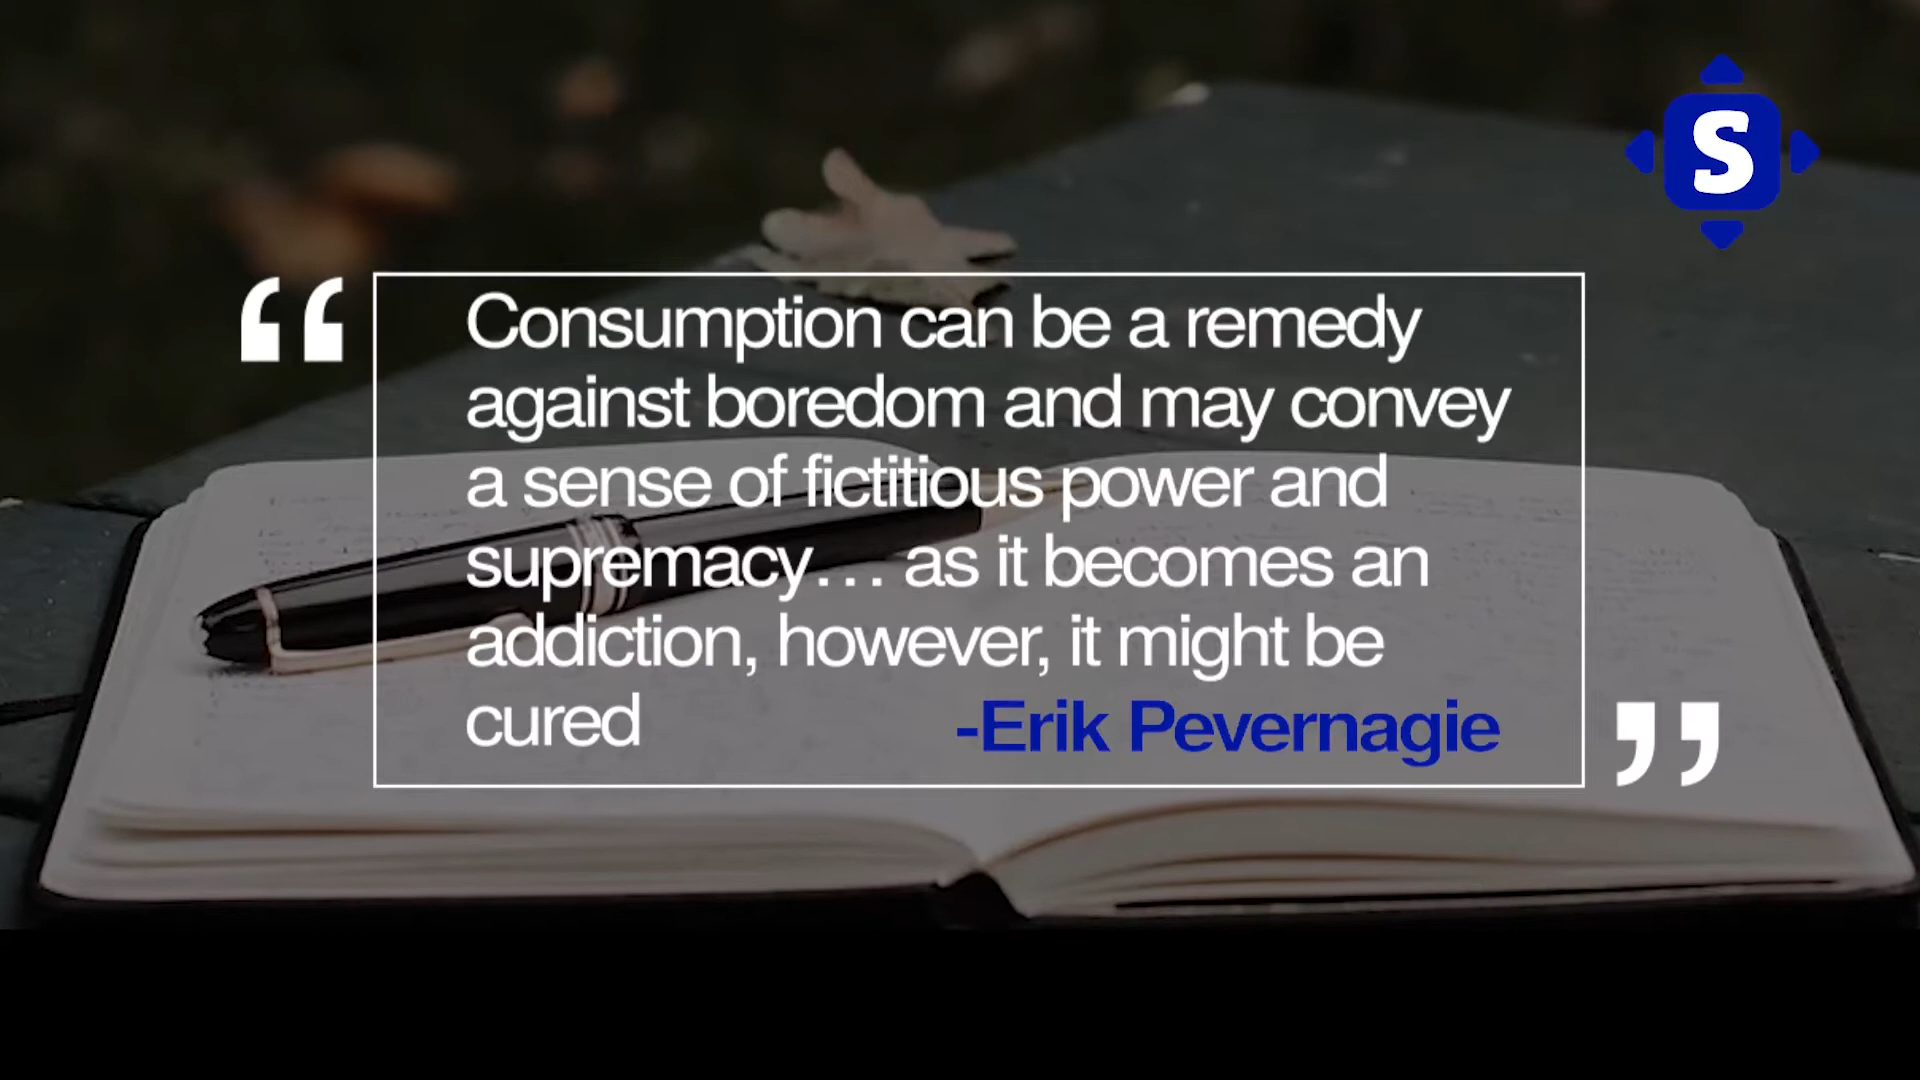 S
“
Consumption can be a remedy
against boredom and may convey
a sense of fictitious power and
supremacy… as it becomes an
addiction, however, it might be
cured
-Erik Pevernagie
”